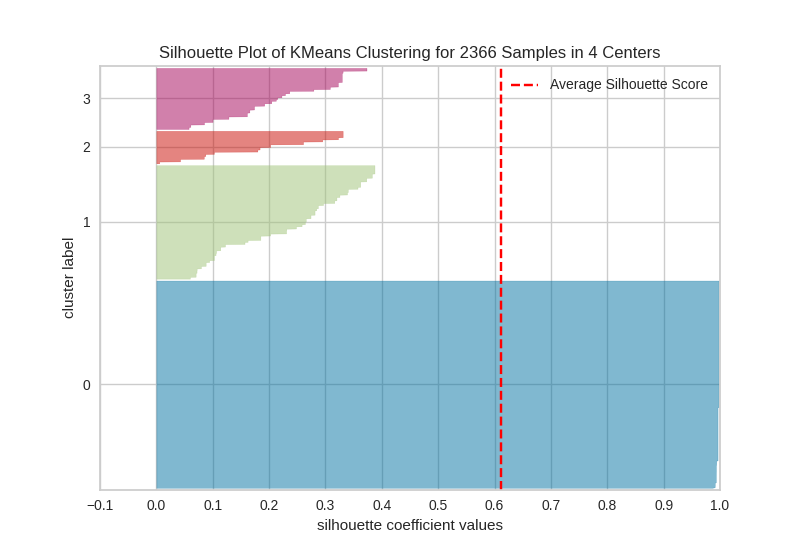 Silhouette Plot of KMeans Clustering for 2366 Samples in 4 Centers
Average Silhouette Score
3
2
1
0
cluster label
−0.1 0.0 0.1 0.2 0.3 0.4 0.5 0.6 0.7 0.8 0.9 1.0
silhouette coefficient values